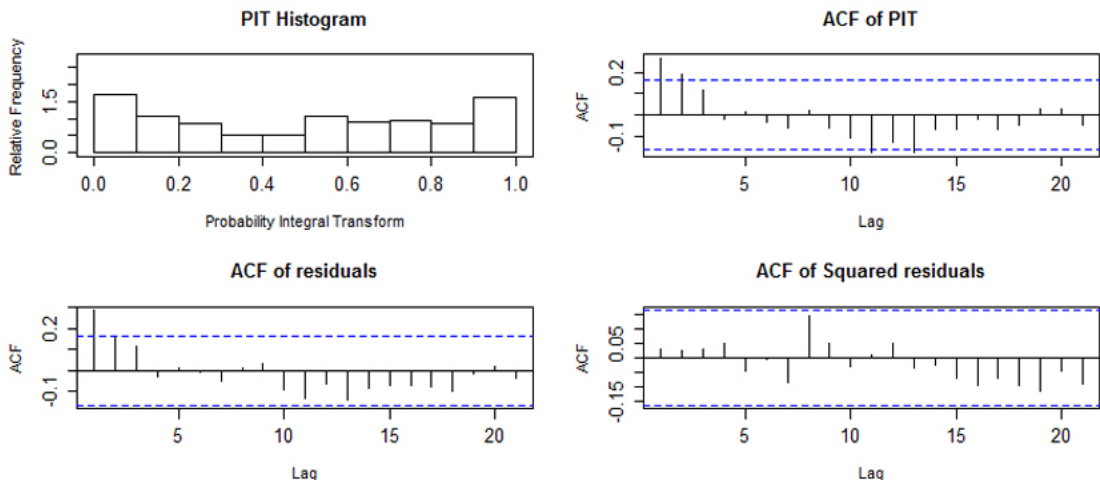 PIT Histogram
Relative Frequency
0.0 1.5
0.0 0.2 0.4 0.6 0.8 1.0
Probability Integral Transform
ACF of PIT
ACF
-0.1 0.2
5 10 15 20
Lag
ACF of residuals
ACF
-0.1 0.2
5 10 15 20
Lag
ACF of Squared residuals
ACF
-0.15 0.05
5 10 15 20
Lag